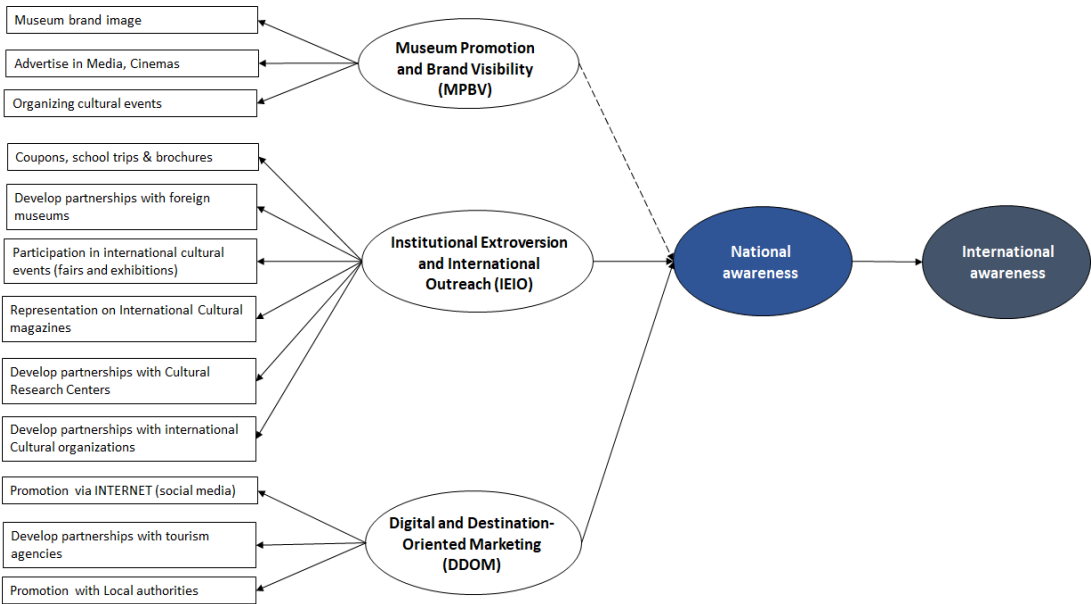 Museum brand image
Advertise in Media, Cinemas
Organizing cultural events
Museum Promotion
and Brand Visibility
(MPBV)
Coupons, school trips & brochures
Develop partnerships with foreign
museums
Participation in international cultural
events (fairs and exhibitions)
Representation on International Cultural
magazines
Develop partnerships with Cultural
Research Centers
Develop partnerships with international
Cultural organizations
Institutional Extroversion
and International
Outreach (IEIO)
National
awareness
International
awareness
Promotion via INTERNET (social media)
Develop partnerships with tourism
agencies
Promotion with Local authorities
Digital and Destination-
Oriented Marketing
(DDOM)